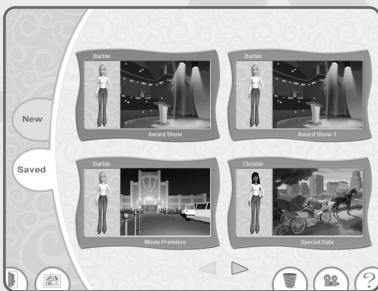 Barbie
Award Show
Barbie
Award Show 1
New
Saved
Barbie
Movie Premiere
Christie
Special Date
?